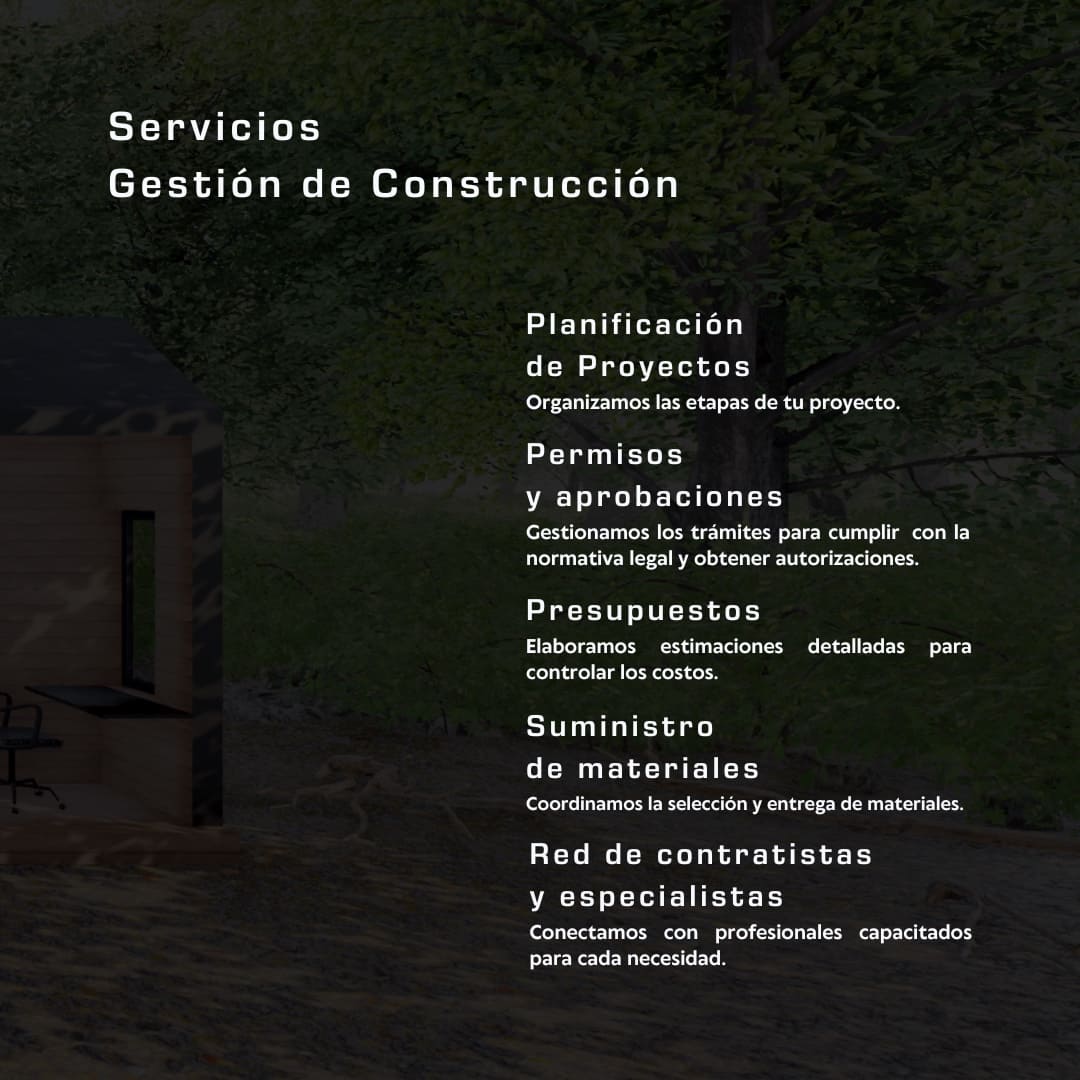 Servicios
Gestión de Construcción
Planificación
de Proyectos
Organizamos las etapas de tu proyecto.
Permisos
y aprobaciones
Gestionamos los trámites para cumplir con la
normativa legal y obtener autorizaciones.
Presupuestos
Elaboramos estimaciones detalladas para
controlar los costos.
Suministro
de materiales
Coordinamos la selección y entrega de materiales.
Red de contratistas
y especialistas
Conectamos con profesionales capacitados
para cada necesidad.